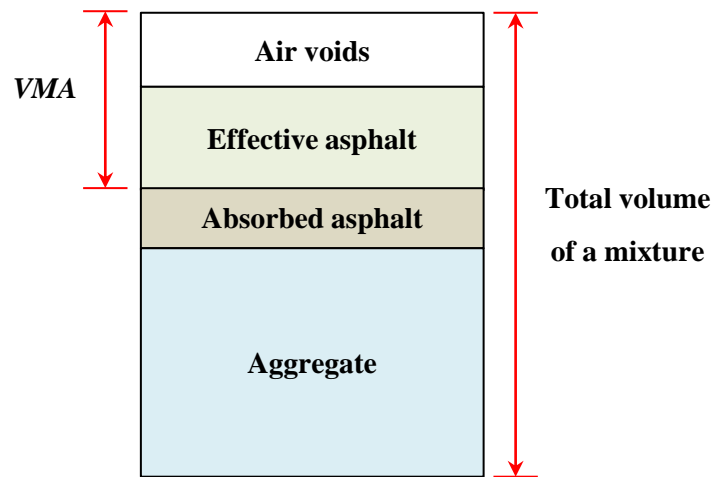 Air voids
VMA
Effective asphalt
Absorbed asphalt
Total volume
of a mixture
Aggregate